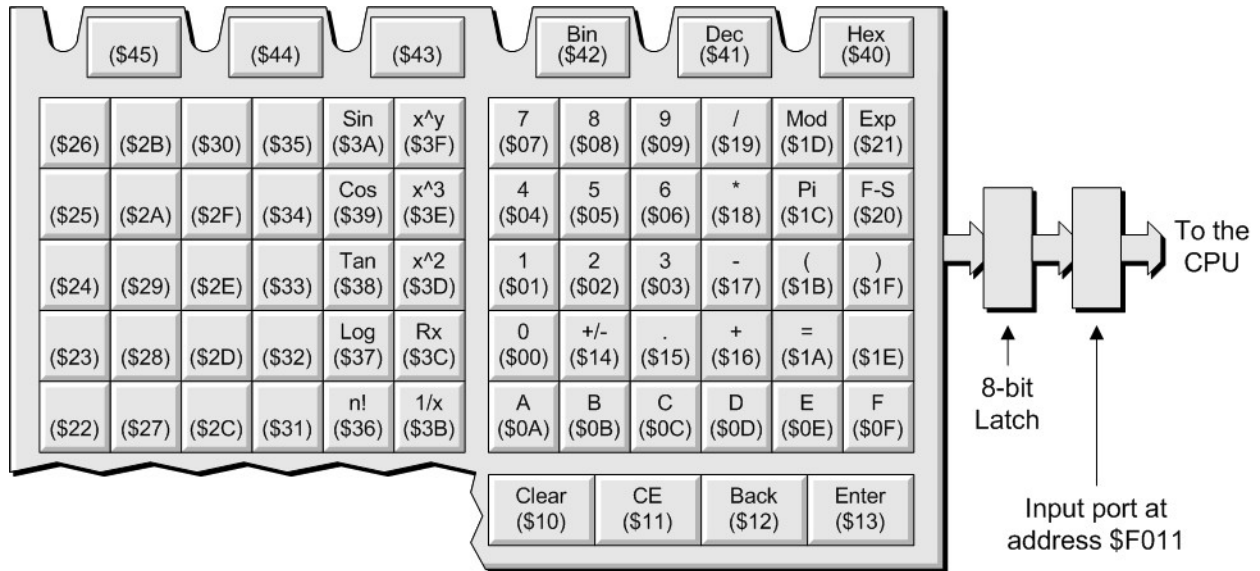 Bin Dec Hex
($45) ($44) ($43) ($42) ($41) ($40)
Sin x^y 7 8 9 / Mod Exp
($26) ($2B) ($30) ($35) ($3A) ($3F) ($07) ($08) ($09) ($19) ($1D) ($21)
Cos x^3 4 5 6 * Pi F-S
($25) ($2A) ($2F) ($34) ($39) ($3E) ($04) ($05) ($06) ($18) ($1C) ($20)
Tan x^2 1 2 3 - ( )
($24) ($29) ($2E) ($33) ($38) ($3D) ($01) ($02) ($03) ($17) ($1B) ($1F)
Log Rx 0 +/- . + =
($23) ($28) ($2D) ($32) ($37) ($3C) ($00) ($14) ($15) ($16) ($1A) ($1E)
n! 1/x A B C D E F
($22) ($27) ($2C) ($31) ($36) ($3B) ($0A) ($0B) ($0C) ($0D) ($0E) ($0F)
Clear CE Back Enter
($10) ($11) ($12) ($13)
To the
CPU
8-bit
Latch
Input port at
address $F011